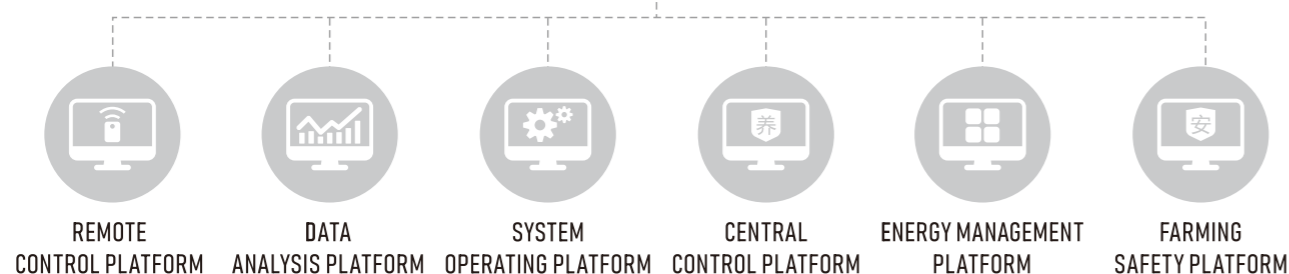 养
安
REMOTE
CONTROL PLATFORM
DATA
ANALYSIS PLATFORM
SYSTEM
OPERATING PLATFORM
CENTRAL
CONTROL PLATFORM
ENERGY MANAGEMENT
PLATFORM
FARMING
SAFETY PLATFORM